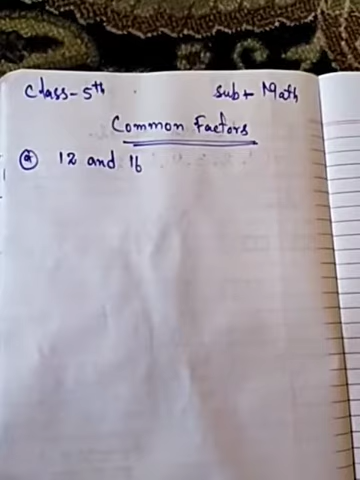 Class-5th Sub+ Math
Common Factors
(a) 12 and 16